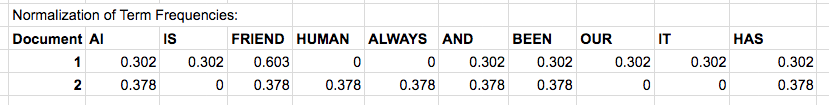 Normalization of Term Frequencies:
Document AI IS FRIEND HUMAN ALWAYS AND BEEN OUR IT HAS
1 0.302 0.302 0.603 0 0 0.302 0.302 0.302 0.302 0.302
2 0.378 0 0.378 0.378 0.378 0.378 0.378 0 0 0.378